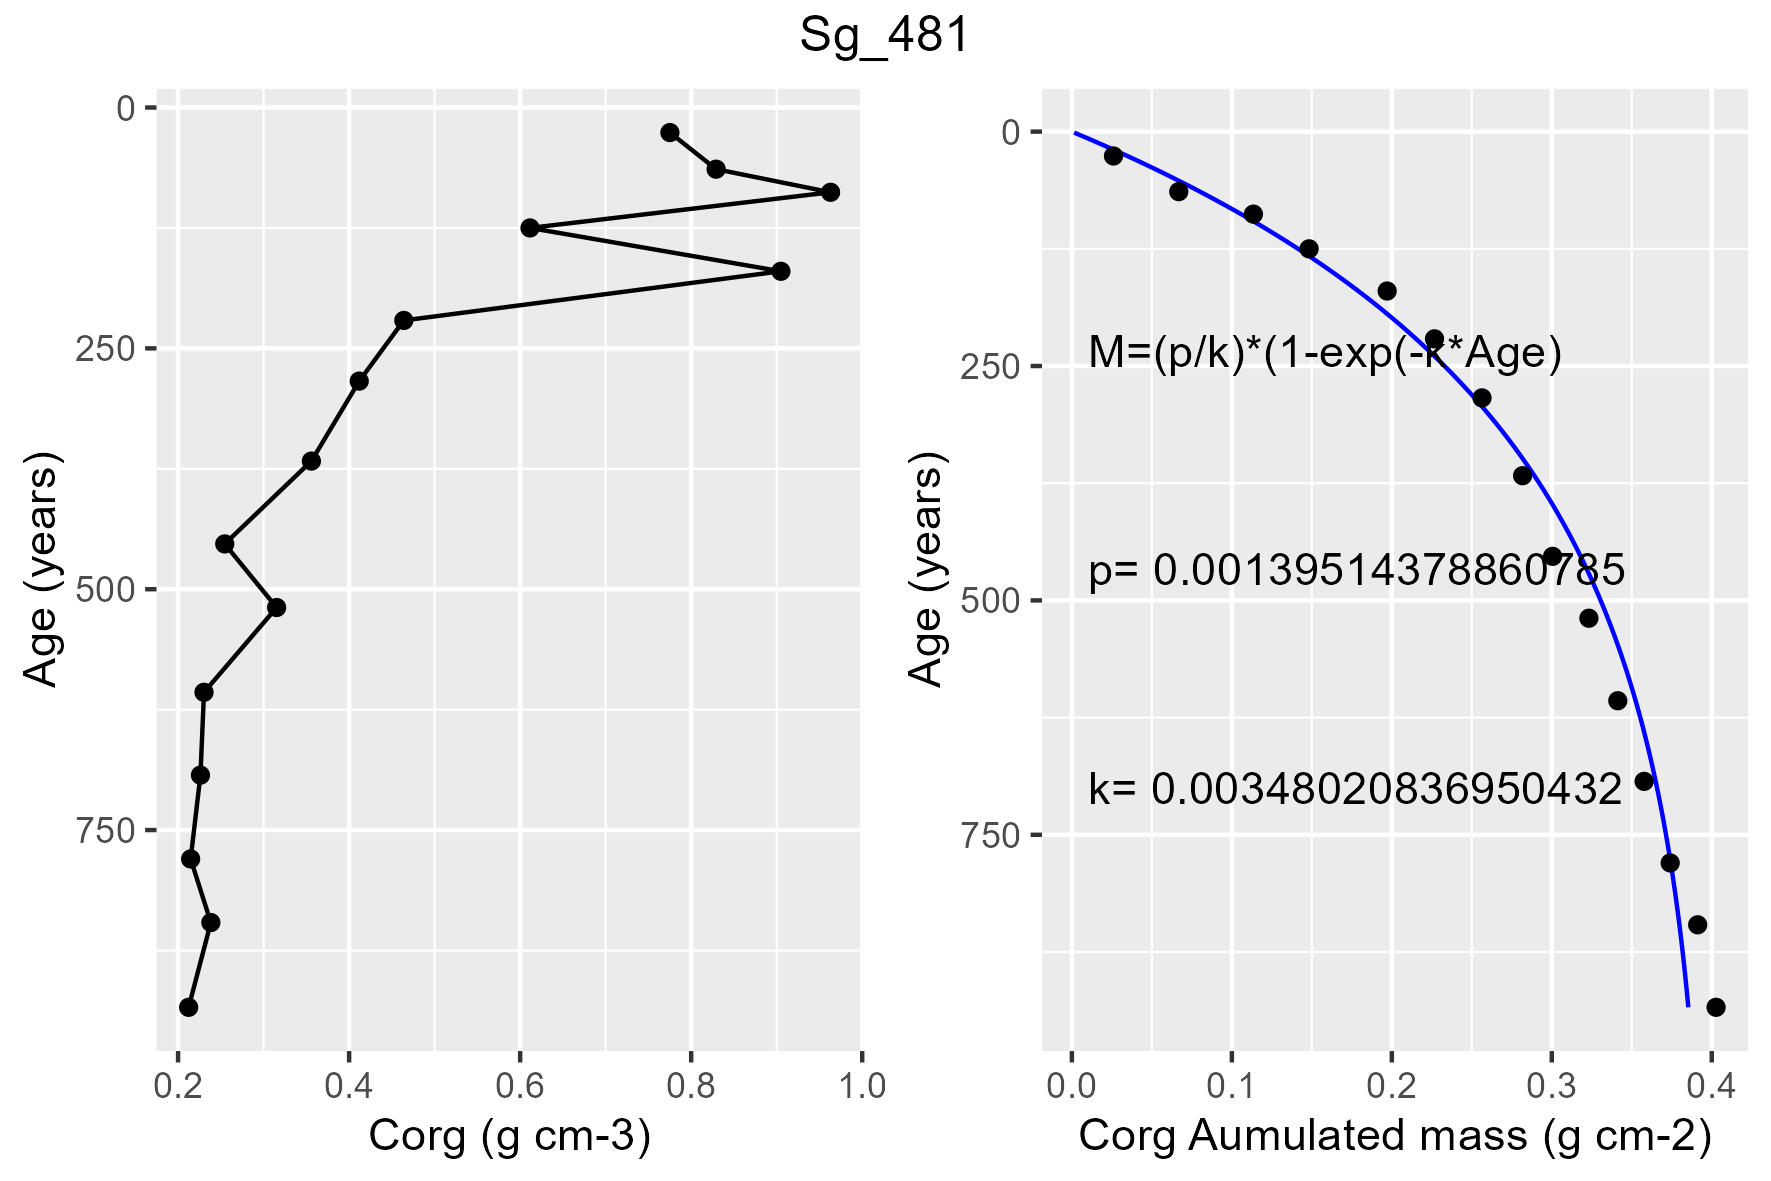 Sg_481
0
250
500
750
Age (years)
0.2 0.4 0.6 0.8 1.0
Corg (g cm-3)
0
250
500
750
Age (years)
M=(p/k)*(1-exp(-k*Age)
p= 0.00139514378860785
k= 0.00348020836950432
0.0 0.1 0.2 0.3 0.4
Corg Aumulated mass (g cm-2)